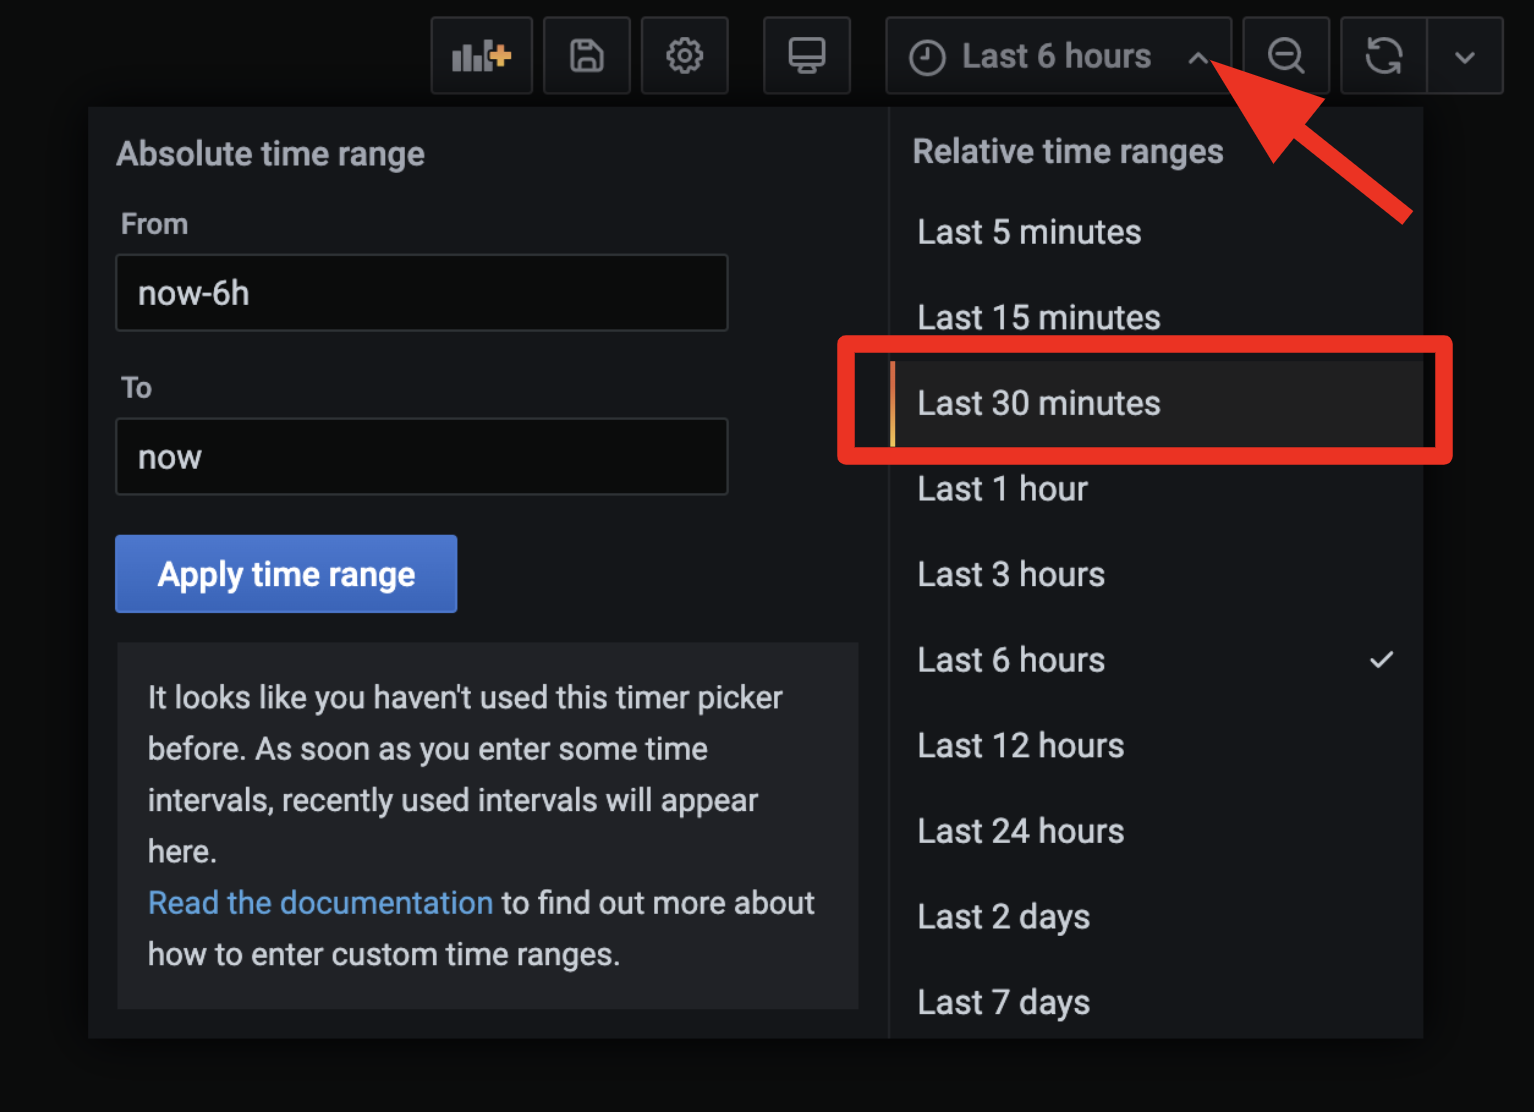 Last 6 hours
Absolute time range
From
now-6h
To
now
Apply time range
It looks like you haven't used this timer picker
before. As soon as you enter some time
intervals, recently used intervals will appear
here.
Read the documentation to find out more about
how to enter custom time ranges.
Relative time ranges
Last 5 minutes
Last 15 minutes
Last 30 minutes
Last 1 hour
Last 3 hours
Last 6 hours
Last 12 hours
Last 24 hours
Last 2 days
Last 7 days